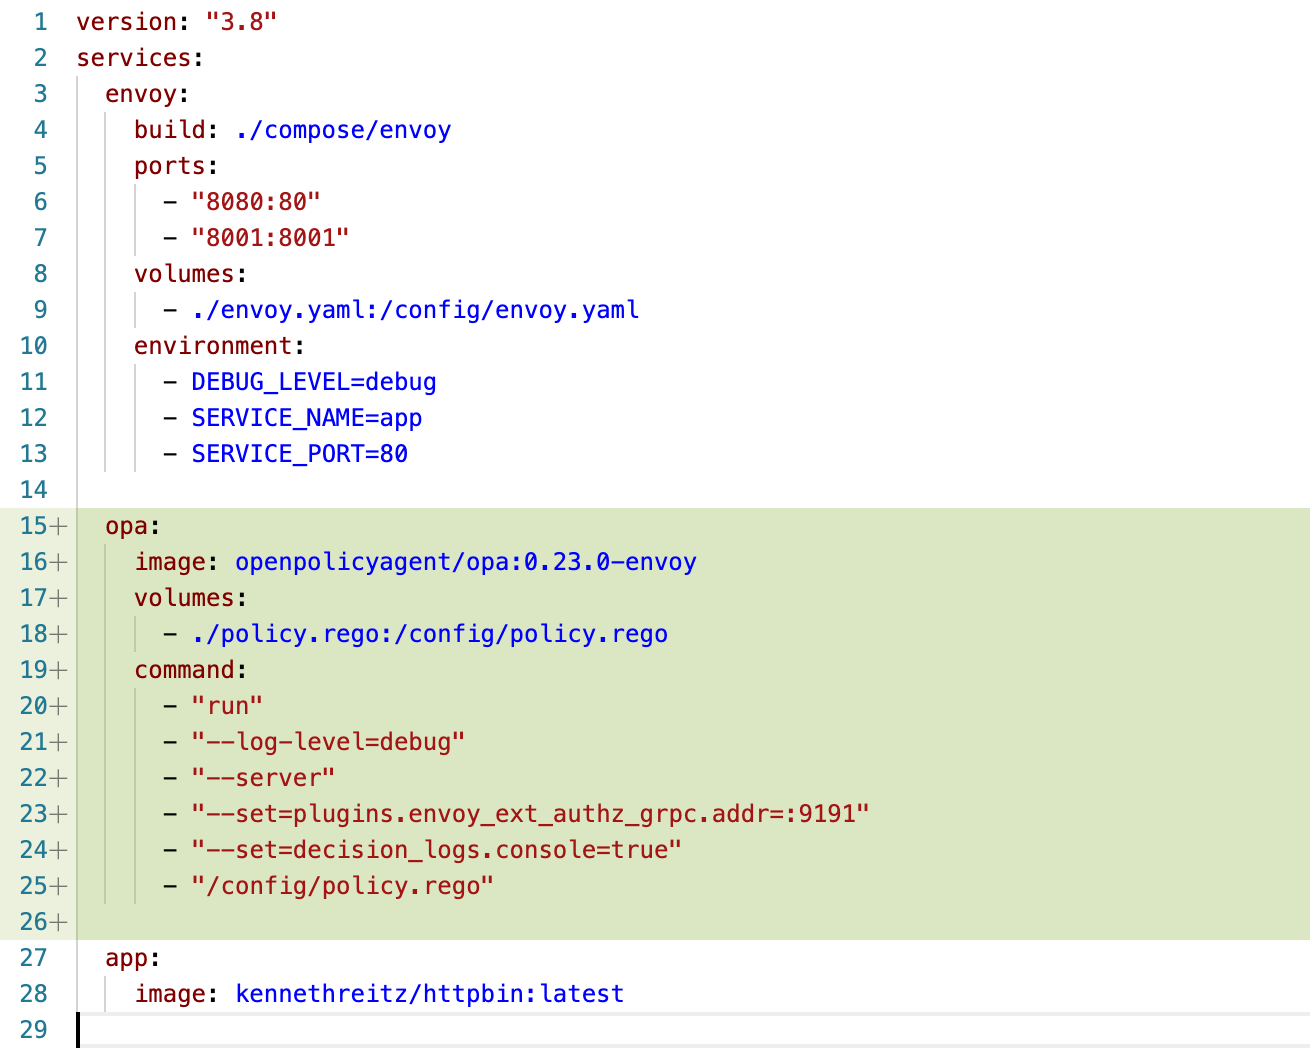 1 version: "3.8"
2 services:
3   envoy:
4     build: ./compose/envoy
5     ports:
6       - "8080:80"
7       - "8001:8001"
8     volumes:
9       - ./envoy.yaml:/config/envoy.yaml
10     environment:
11       - DEBUG_LEVEL=debug
12       - SERVICE_NAME=app
13       - SERVICE_PORT=80
14
15+   opa:
16+     image: openpolicyagent/opa:0.23.0-envoy
17+     volumes:
18+       - ./policy.rego:/config/policy.rego
19+     command:
20+       - "run"
21+       - "--log-level=debug"
22+       - "--server"
23+       - "--set=plugins.envoy_ext_authz_grpc.addr=:9191"
24+       - "--set=decision_logs.console=true"
25+       - "/config/policy.rego"
26+
27   app:
28     image: kennethreitz/httpbin:latest
29